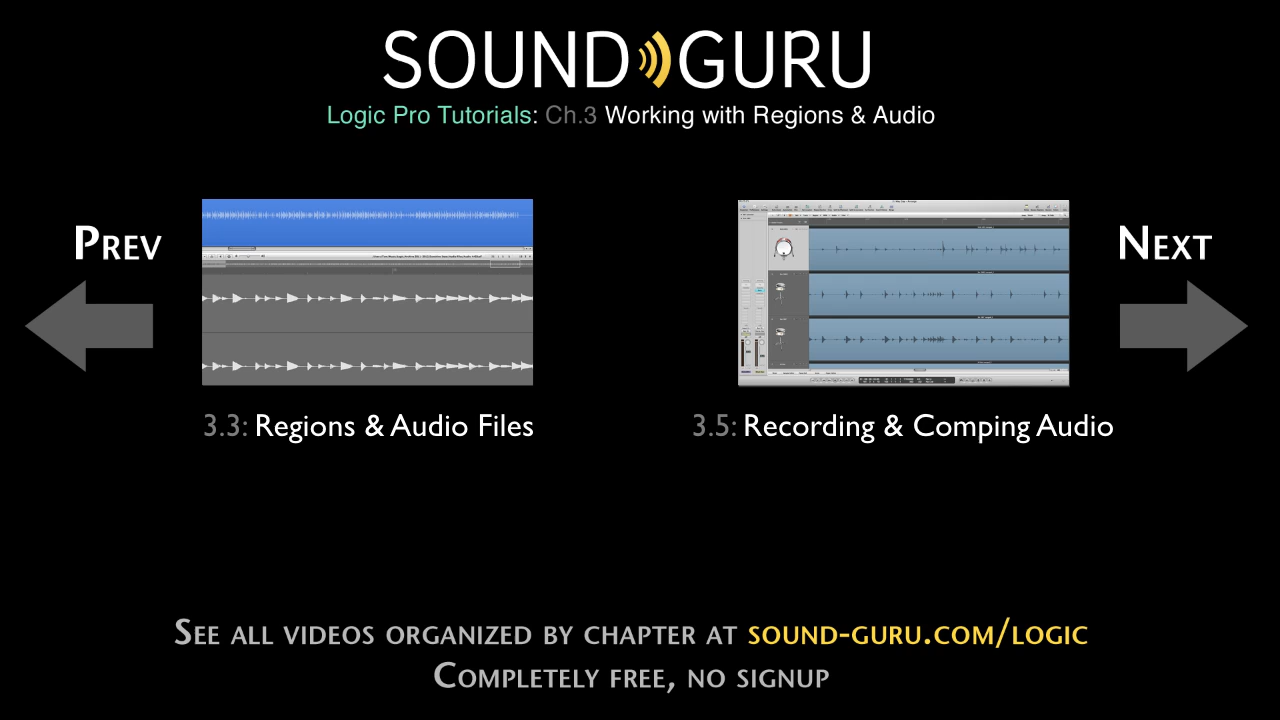 SOUND GURU
Logic Pro Tutorials: Ch.3 Working with Regions & Audio
PREV
NEXT
3.3: Regions & Audio Files
3.5: Recording & Comping Audio
SEE ALL VIDEOS ORGANIZED BY CHAPTER AT SOUND-GURU.COM/LOGIC
COMPLETELY FREE, NO SIGNUP